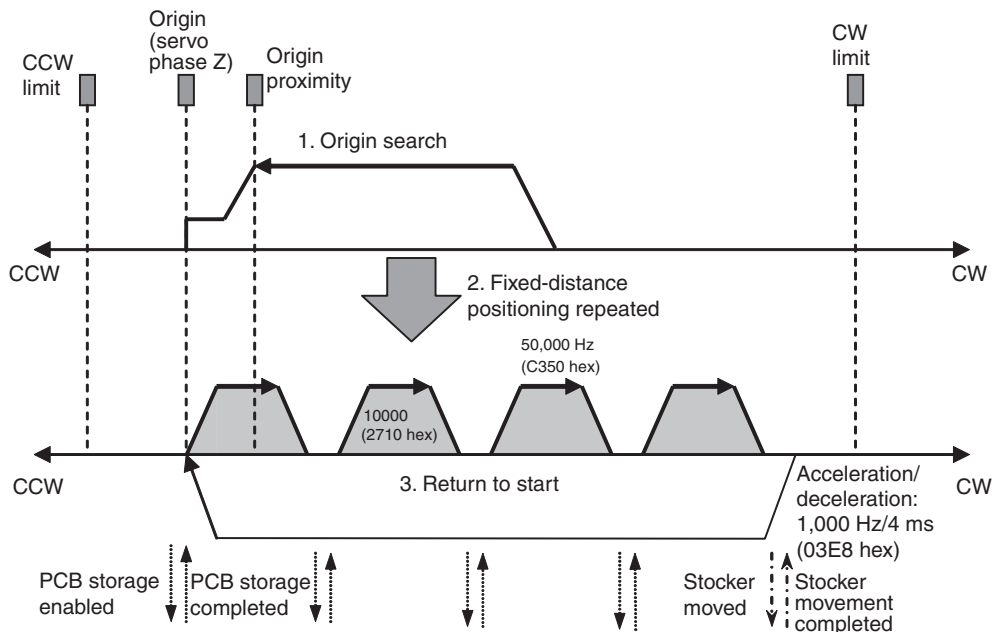 Origin
(servo
phase Z)
CCW
limit
Origin
proximity
CW
limit
1. Origin search
CCW
CW
2. Fixed-distance
positioning repeated
50,000 Hz
(C350 hex)
10000
(2710 hex)
CCW
CW
3. Return to start
Acceleration/
deceleration:
1,000 Hz/4 ms
(03E8 hex)
PCB storage
enabled
PCB storage
completed
Stocker
moved
Stocker
movement
completed